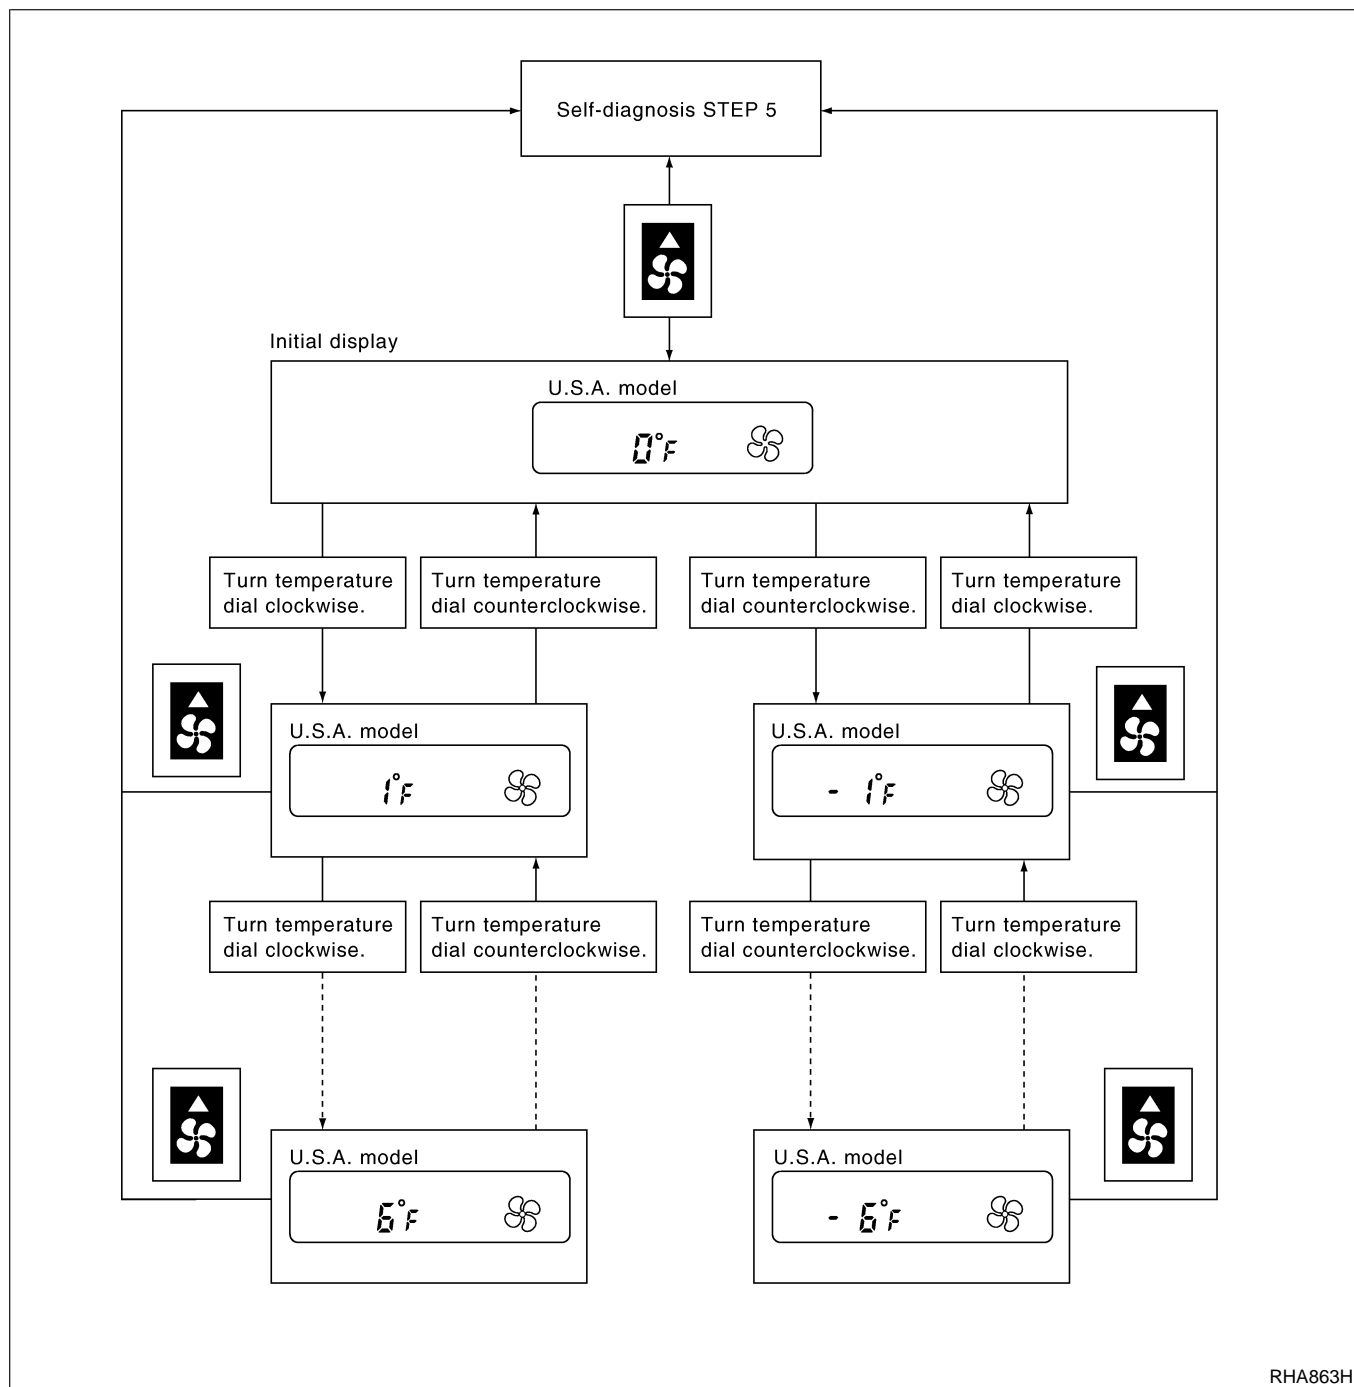 Self-diagnosis STEP 5
Initial display
U.S.A. model
0°F
Turn temperature
dial clockwise.
Turn temperature
dial counterclockwise.
Turn temperature
dial counterclockwise.
Turn temperature
dial clockwise.
U.S.A. model
1°F
U.S.A. model
- 1°F
Turn temperature
dial clockwise.
Turn temperature
dial counterclockwise.
Turn temperature
dial counterclockwise.
Turn temperature
dial clockwise.
U.S.A. model
6°F
U.S.A. model
- 6°F
RHA863H